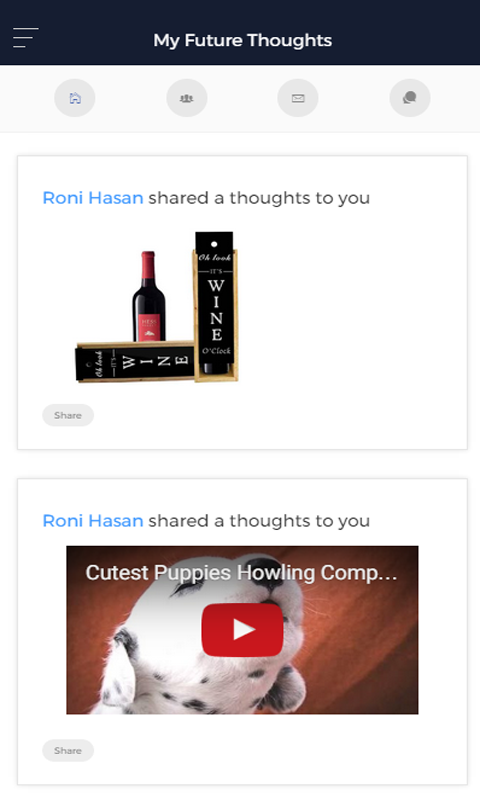 My Future Thoughts
Roni Hasan shared a thoughts to you
Oh look
IT'S
WINE
O'Clock
Oh look
IT'S
WINE
Share
Roni Hasan shared a thoughts to you
Cutest Puppies Howling Comp...
Share